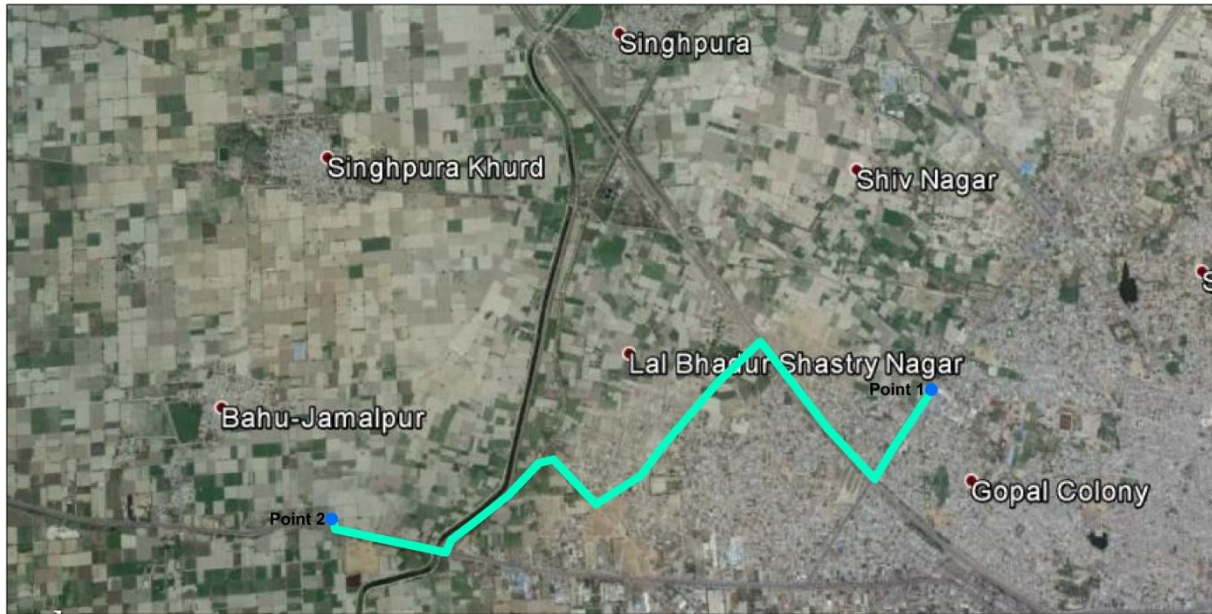 Singhpura
Singhpura Khurd
Shiv Nagar
S
Lal Bhadur Shastry Nagar
Point 1
Bahu-Jamalpur
Gopal Colony
Point 2